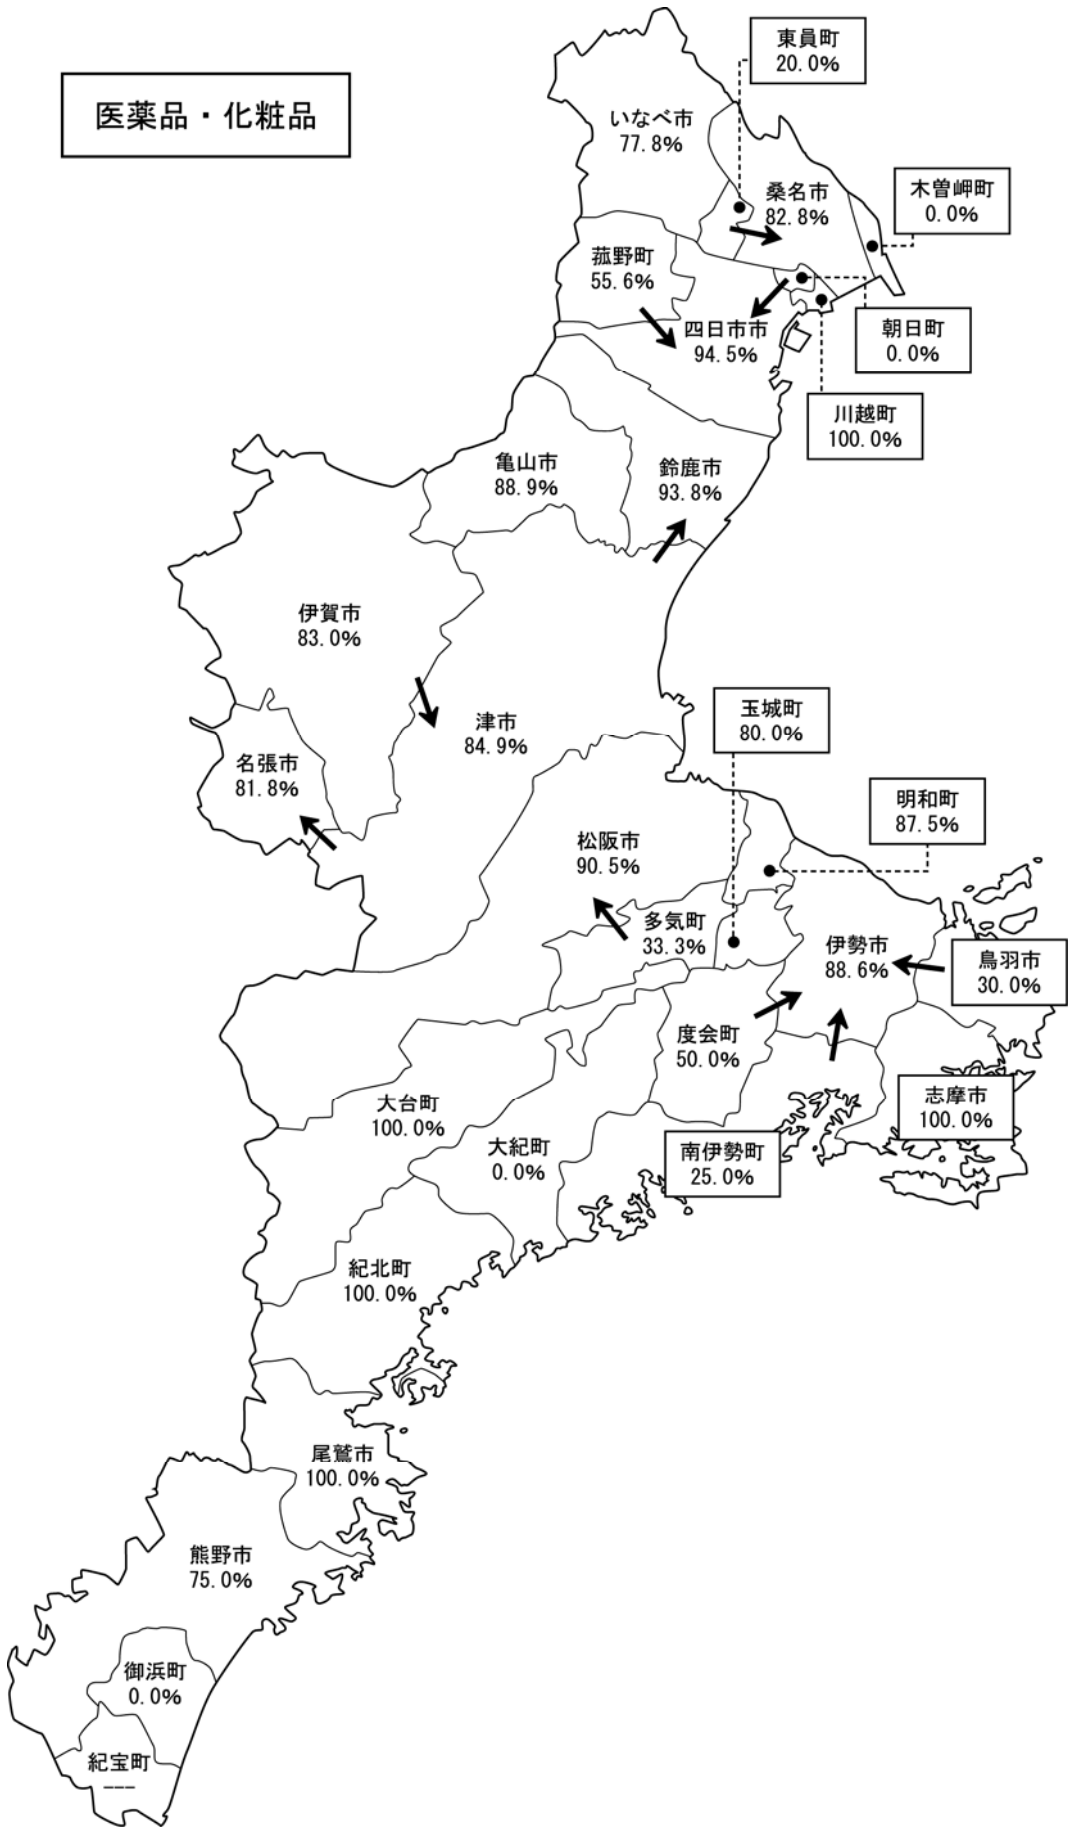 医薬品・化粧品
東員町
20.0%
いなべ市
77.8%
桑名市
82.8%
木曽岬町
0.0%
菰野町
55.6%
四日市市
94.5%
朝日町
0.0%
川越町
100.0%
亀山市
88.9%
鈴鹿市
93.8%
伊賀市
83.0%
津市
84.9%
名張市
81.8%
玉城町
80.0%
明和町
87.5%
松阪市
90.5%
多気町
33.3%
伊勢市
88.6%
鳥羽市
30.0%
度会町
50.0%
志摩市
100.0%
大台町
100.0%
大紀町
0.0%
南伊勢町
25.0%
紀北町
100.0%
尾鷲市
100.0%
熊野市
75.0%
御浜町
0.0%
紀宝町
---